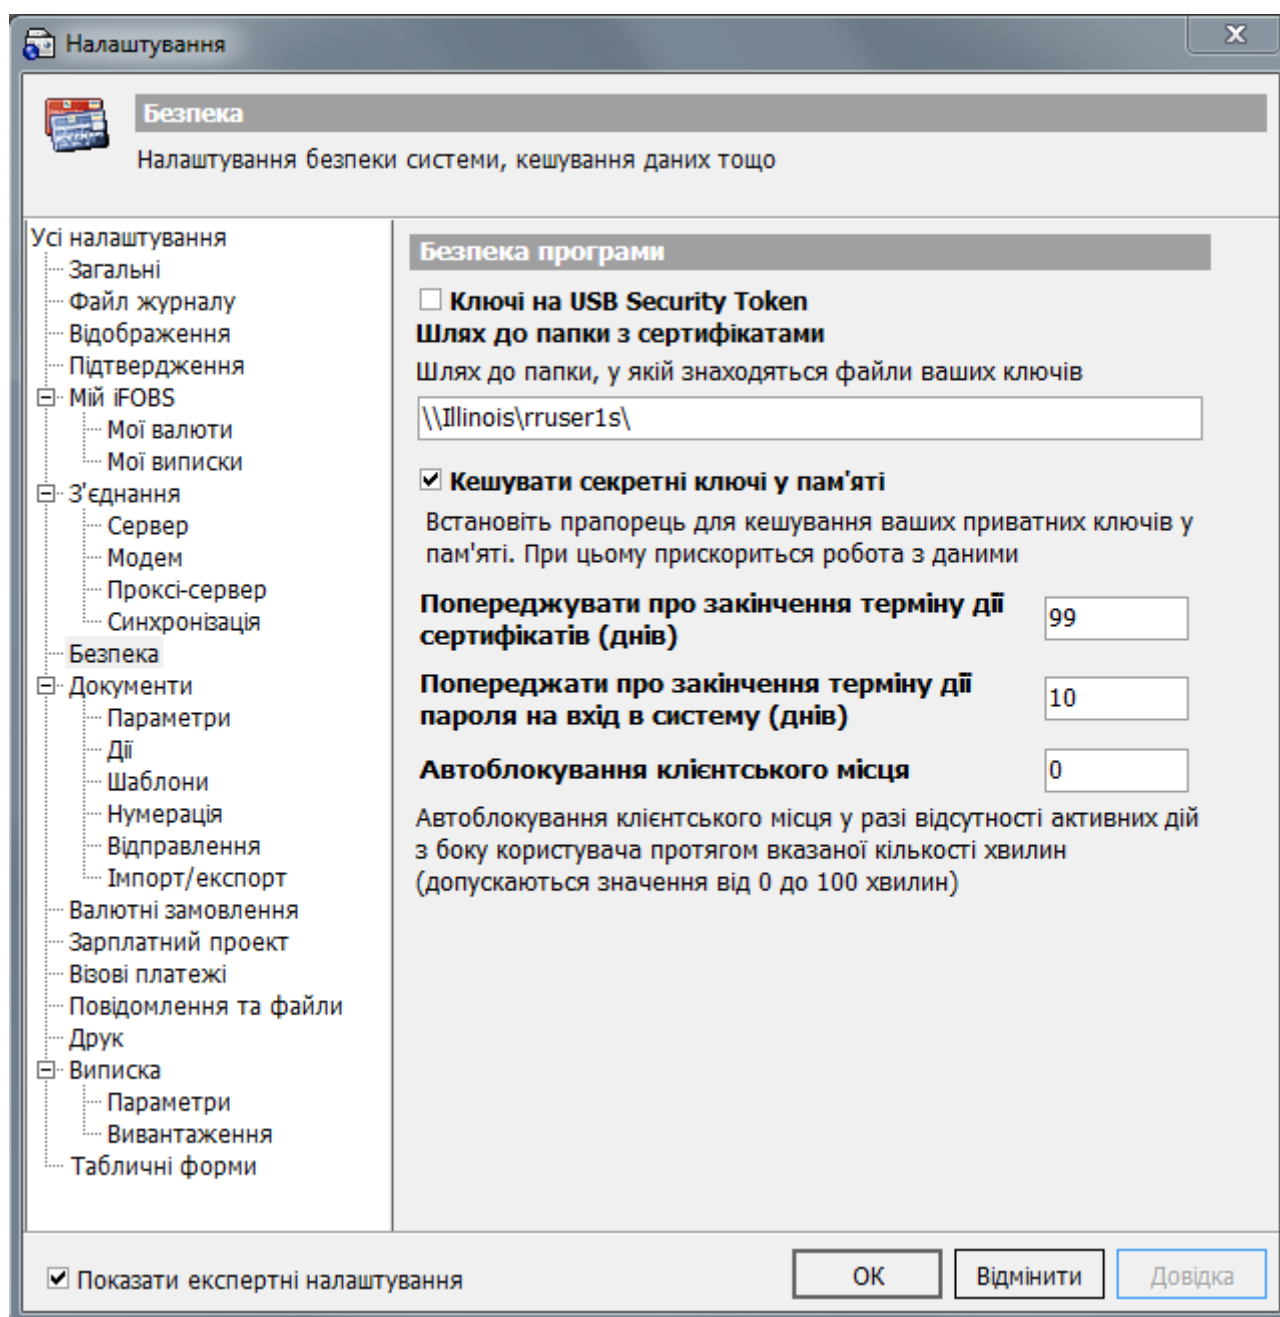 Налаштування
Безпека
Налаштування безпеки системи, кешування даних тощо
Усі налаштування
Загальні
Файл журналу
Відображення
Підтвердження
Мій iFOBS
Мої валюти
Мої виписки
З'єднання
Сервер
Модем
Проксі-сервер
Синхронізація
Безпека
Документи
Параметри
Дії
Шаблони
Нумерація
Відправлення
Імпорт/експорт
Валютні замовлення
Зарплатний проект
Візові платежі
Повідомлення та файли
Друк
Виписка
Параметри
Вивантаження
Табличні форми
Безпека програми
Ключі на USB Security Token
Шлях до папки з сертифікатами
Шлях до папки, у якій знаходяться файли ваших ключів
\\Illinois\rruser1s\
Кешувати секретні ключі у пам'яті
Встановіть прапорець для кешування ваших приватних ключів у
пам'яті. При цьому прискориться робота з даними
Попереджувати про закінчення терміну дії
сертифікатів (днів)
99
Попереджати про закінчення терміну дії
пароля на вхід в систему (днів)
10
Автоблокування клієнтського місця
0
Автоблокування клієнтського місця у разі відсутності активних дій
з боку користувача протягом вказаної кількості хвилин
(допускаються значення від 0 до 100 хвилин)
Показати експертні налаштування
ОК
Відмінити
Довідка